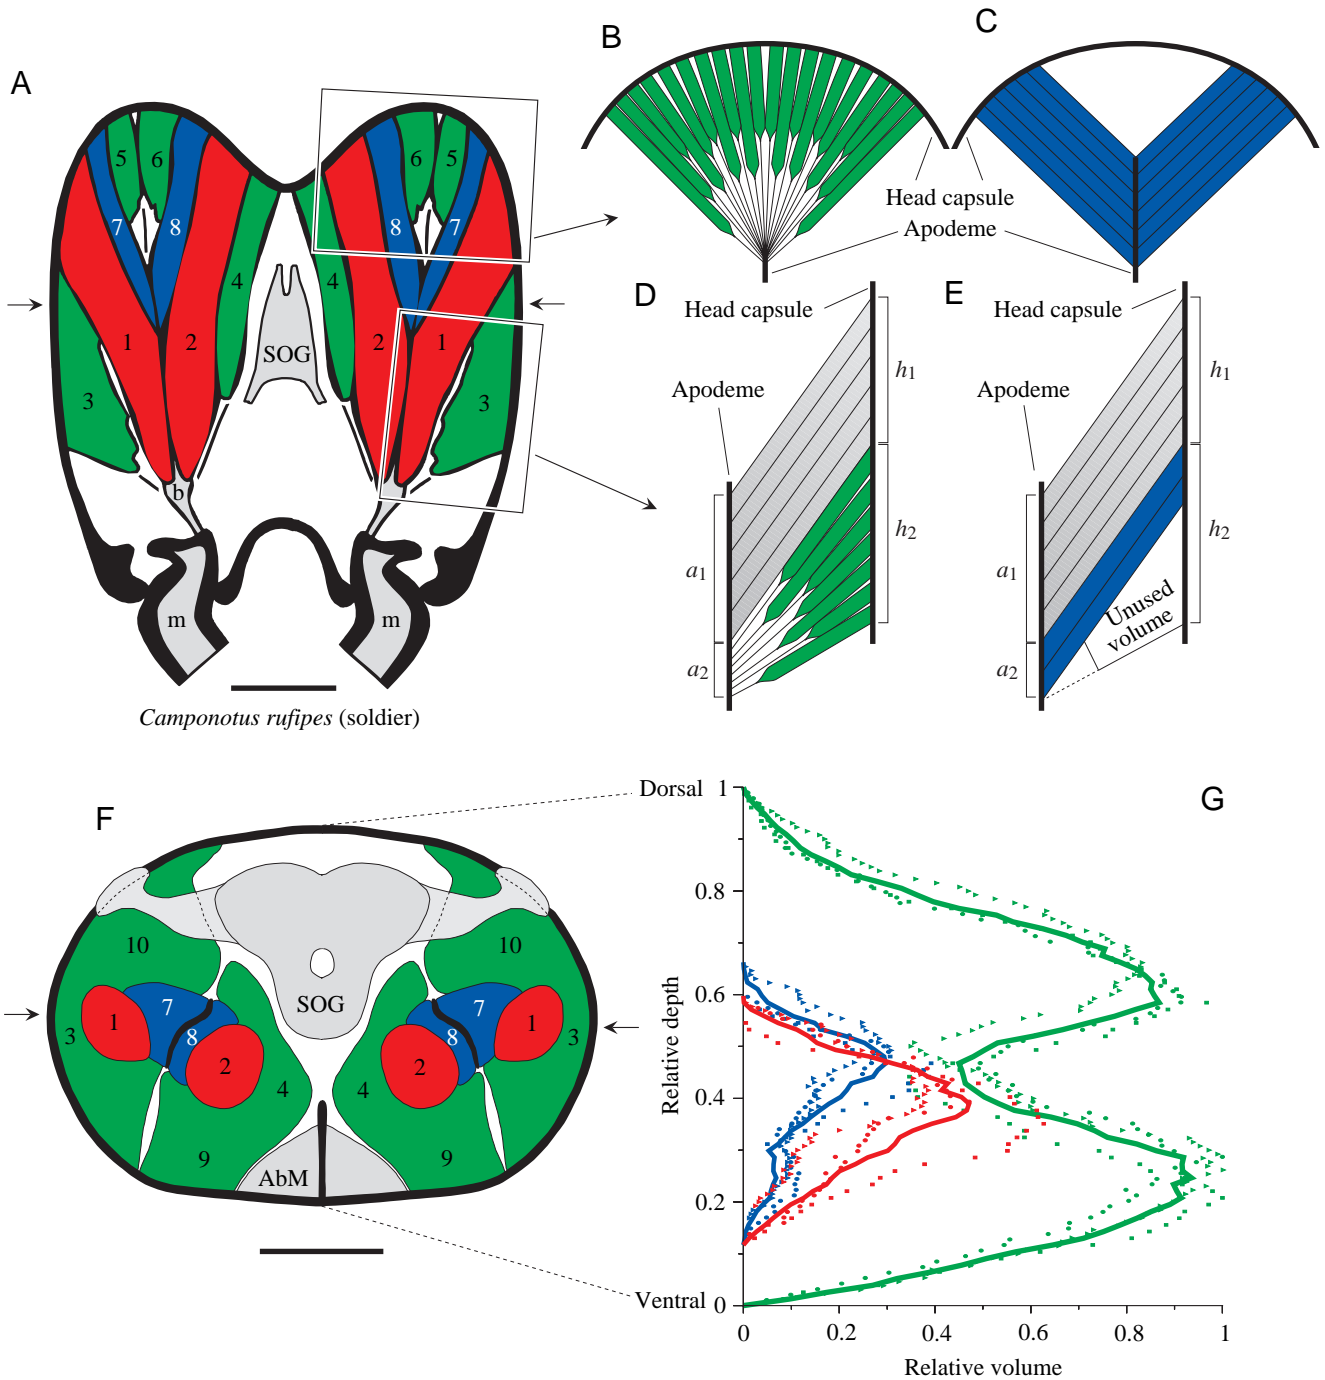 A
5
6
7
8
1
2
3
4
SOG
8
6
5
7
4
2
1
3
b
m
m
Camponotus rufipes (soldier)
B
C
Head capsule
Apodeme
D
Head capsule
Apodeme
h1
h2
a1
a2
E
Head capsule
Apodeme
h1
h2
a1
a2
Unused
volume
F
10
10
SOG
7
8
1
2
3
4
9
7
8
1
2
3
4
9
AbM
G
Dorsal
Ventral
1
0.8
0.6
0.4
0.2
0
Relative depth
0
0.2
0.4
0.6
0.8
1
Relative volume